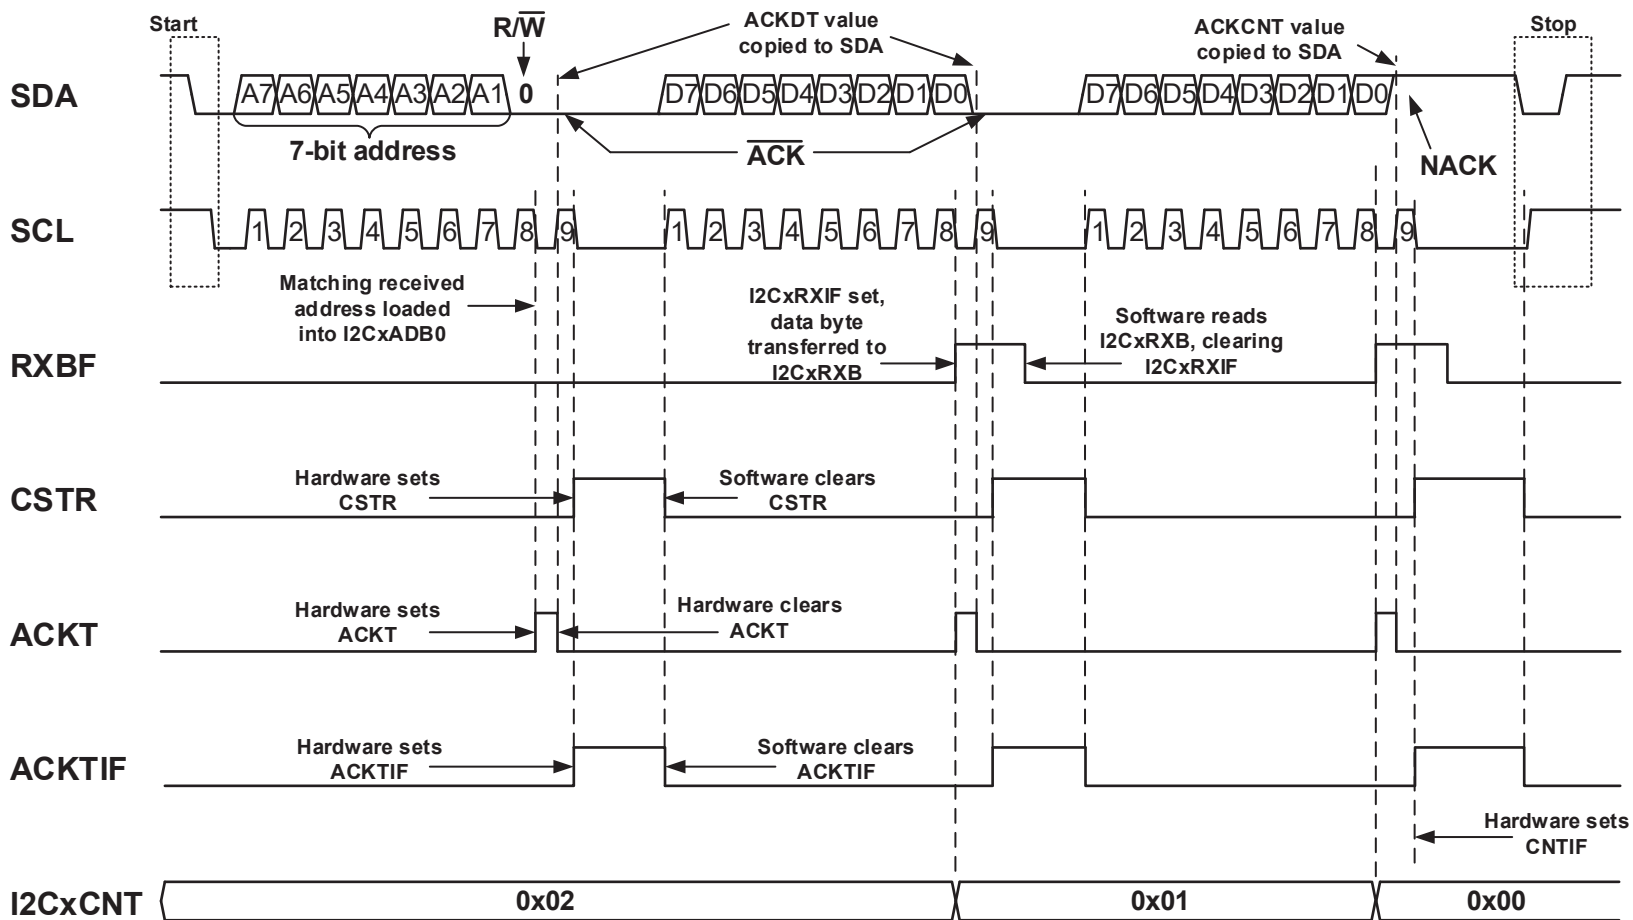 Start
R/W
ACKDT value
copied to SDA
ACKCNT value
copied to SDA
Stop
SDA
A7 A6 A5 A4 A3 A2 A1 0 D7 D6 D5 D4 D3 D2 D1 D0 D7 D6 D5 D4 D3 D2 D1 D0
7-bit address
ACK
NACK
SCL
1 2 3 4 5 6 7 8 9 1 2 3 4 5 6 7 8 9 1 2 3 4 5 6 7 8 9
Matching received
address loaded
into I2CxADB0
I2CxRXIF set,
data byte
transferred to
I2CxRXB
Software reads
I2CxRXB, clearing
I2CxRXIF
RXBF
Hardware sets
CSTR
Software clears
CSTR
CSTR
Hardware sets
ACKT
Hardware clears
ACKT
ACKT
Hardware sets
ACKTIF
Software clears
ACKTIF
ACKTIF
Hardware sets
CNTIF
I2CxCNT
0x02 0x01 0x00